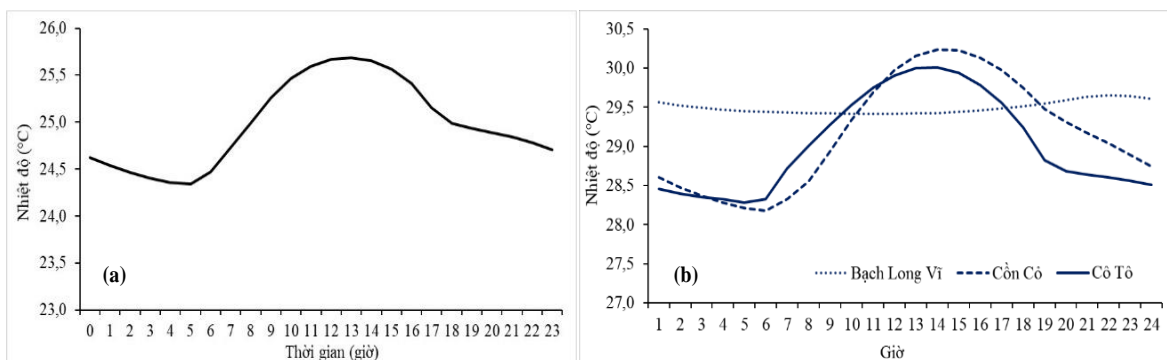 26,0
25,5
25,0
24,5
24,0
23,5
23,0
Nhiệt độ (°C)
(a)
0 1 2 3 4 5 6 7 8 9 10 11 12 13 14 15 16 17 18 19 20 21 22 23
Thời gian (giờ)
30,5
30,0
29,5
29,0
28,5
28,0
27,5
27,0
Nhiệt độ (°C)
(b)
Bạch Long Vĩ Cồn Cỏ Cô Tô
1 2 3 4 5 6 7 8 9 10 11 12 13 14 15 16 17 18 19 20 21 22 23 24
Giờ